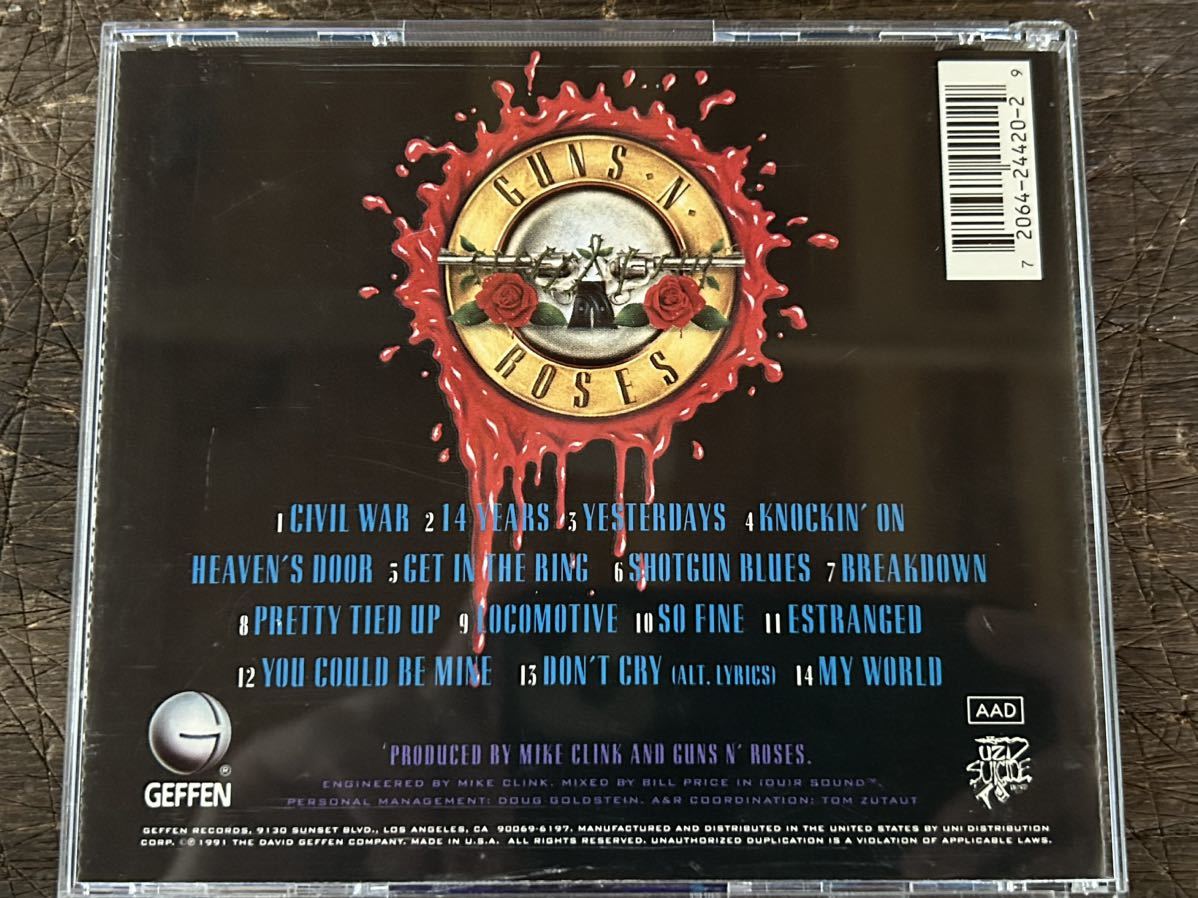 GUNS N'
ROSES
7 2064-24420-2 9
1 CIVIL WAR 2 14 YEARS 3 YESTERDAYS 4 KNOCKIN' ON
HEAVEN'S DOOR 5 GET IN THE RING 6 SHOTGUN BLUES 7 BREAKDOWN
8 PRETTY TIED UP 9 LOCOMOTIVE 10 SO FINE 11 ESTRANGED
12 YOU COULD BE MINE 13 DON'T CRY (ALT. LYRICS) 14 MY WORLD
GEFFEN®
AAD
UZI
SUICIDE
'PRODUCED BY MIKE CLINK AND GUNS N' ROSES.
ENGINEERED BY MIKE CLINK. MIXED BY BILL PRICE IN (OU)R SOUND™
PERSONAL MANAGEMENT: DOUG GOLDSTEIN. A&R COORDINATION: TOM ZUTAUT
GEFFEN RECORDS, 9130 SUNSET BLVD., LOS ANGELES, CA 90069-6197. MANUFACTURED AND DISTRIBUTED IN THE UNITED STATES BY UNI DISTRIBUTION
CORP. ©℗ 1991 THE DAVID GEFFEN COMPANY. MADE IN U.S.A. ALL RIGHTS RESERVED. UNAUTHORIZED DUPLICATION IS A VIOLATION OF APPLICABLE LAWS.